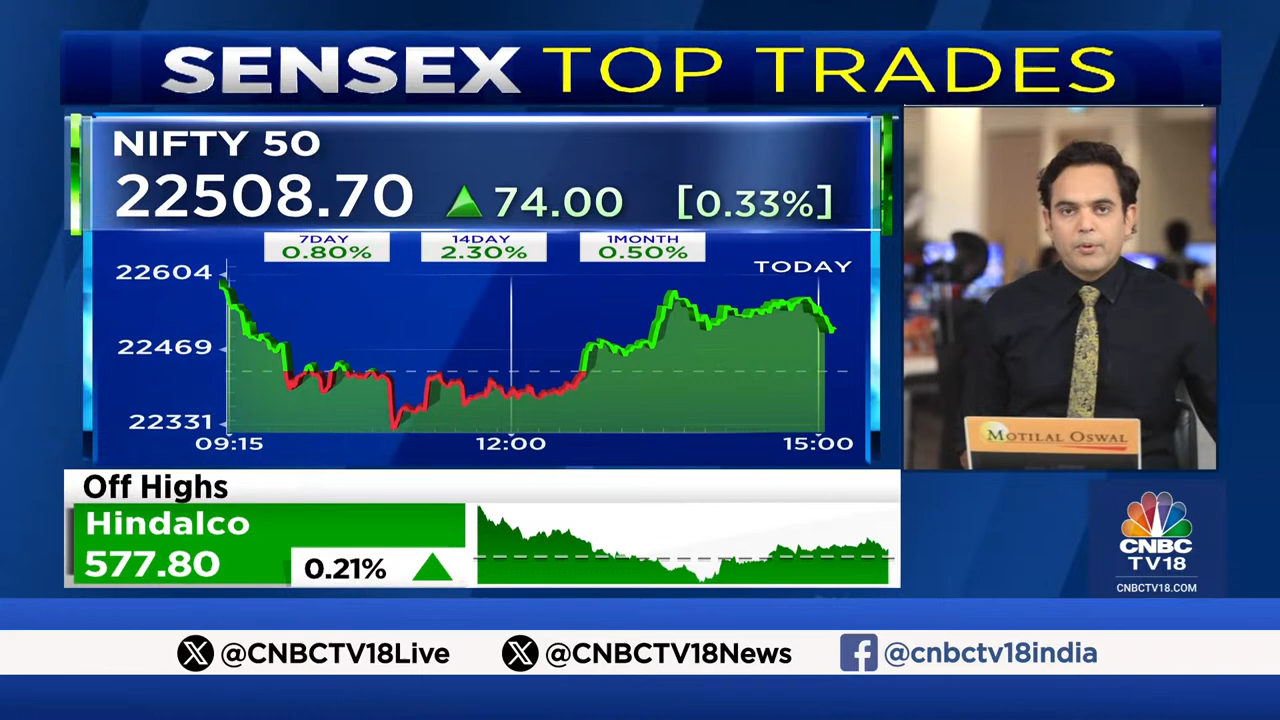 SENSEX TOP TRADES
NIFTY 50
22508.70 ▲ 74.00 [0.33%]
7DAY
0.80%
14DAY
2.30%
1MONTH
0.50%
TODAY
22604
22469
22331
09:15 12:00 15:00
MOTILAL OSWAL
Off Highs
Hindalco
577.80 0.21% ▲
CNBC
TV18
CNBCTV18.COM
@CNBCTV18Live @CNBCTV18News @cnbctv18india